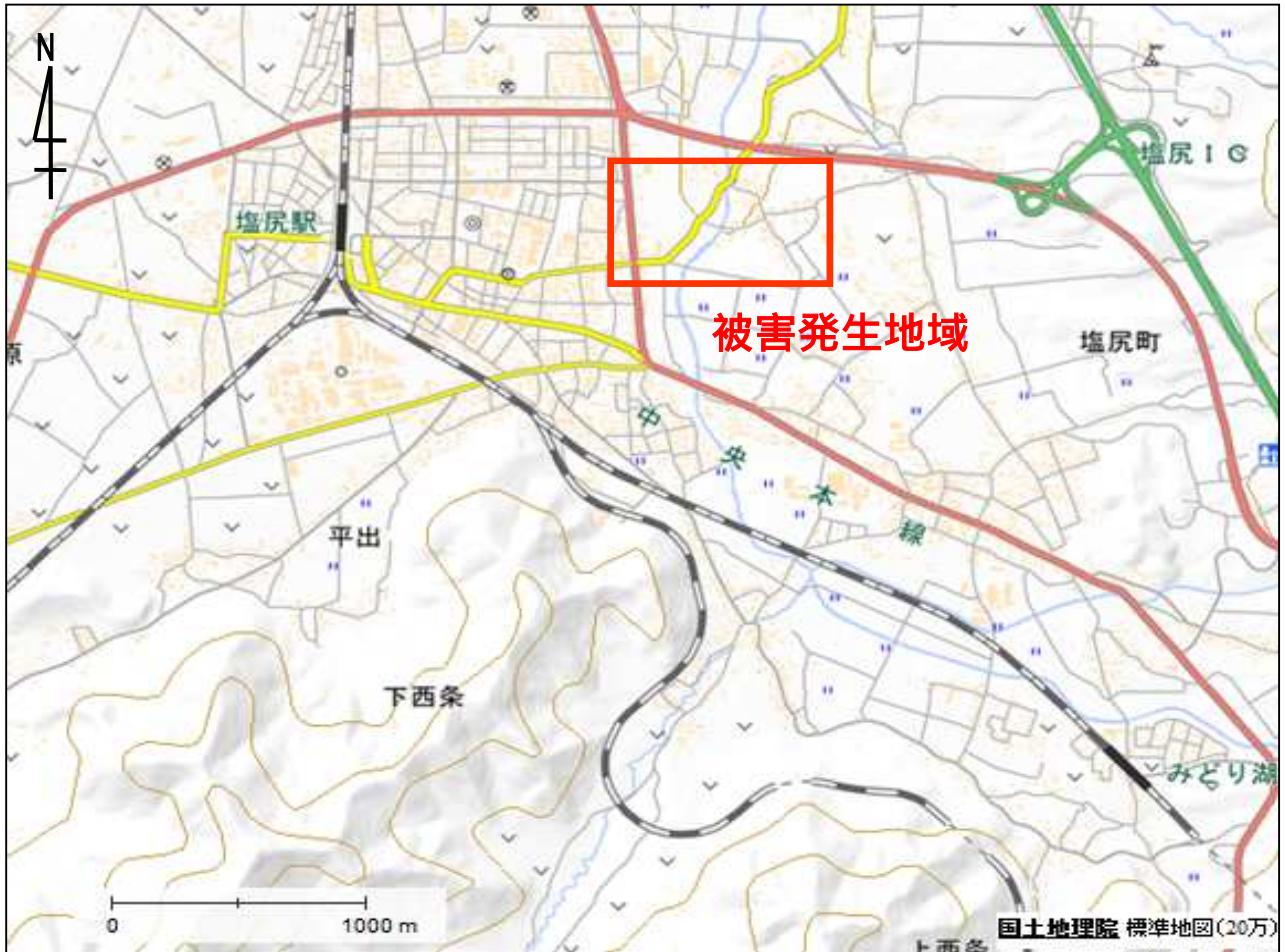 N
塩尻IC
塩尻駅
被害発生地域
塩尻町
原
中央本線
平出
下西条
みどり湖
0 1000 m
国土地理院 標準地図(20万)
上西条